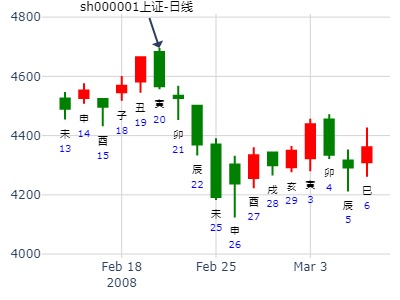 sh000001上证-日线
4800
4600
4400
4200
4000
未
13
申
14
酉
15
子
18
丑
19
寅
20
卯
21
辰
22
未
25
申
26
酉
27
戌
28
亥
29
寅
3
卯
4
辰
5
巳
6
Feb 18
2008
Feb 25
Mar 3